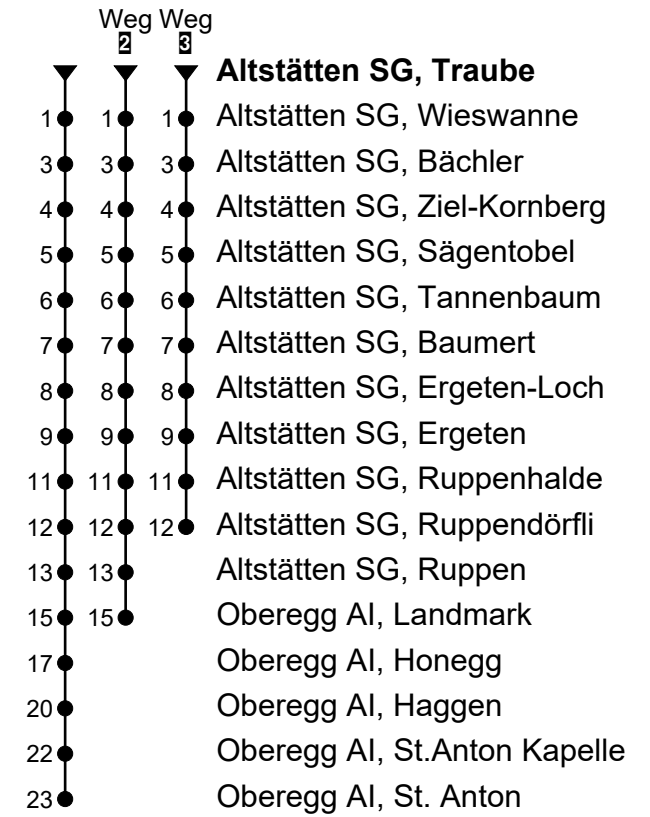 Weg Weg
2 3
Altstätten SG, Traube
1 1 1 Altstätten SG, Wieswanne
3 3 3 Altstätten SG, Bächler
4 4 4 Altstätten SG, Ziel-Kornberg
5 5 5 Altstätten SG, Sägentobel
6 6 6 Altstätten SG, Tannenbaum
7 7 7 Altstätten SG, Baumert
8 8 8 Altstätten SG, Ergeten-Loch
9 9 9 Altstätten SG, Ergeten
11 11 11 Altstätten SG, Ruppenhalde
12 12 12 Altstätten SG, Ruppendörfli
13 13 Altstätten SG, Ruppen
15 15 Oberegg AI, Landmark
17 Oberegg AI, Honegg
20 Oberegg AI, Haggen
22 Oberegg AI, St.Anton Kapelle
23 Oberegg AI, St. Anton